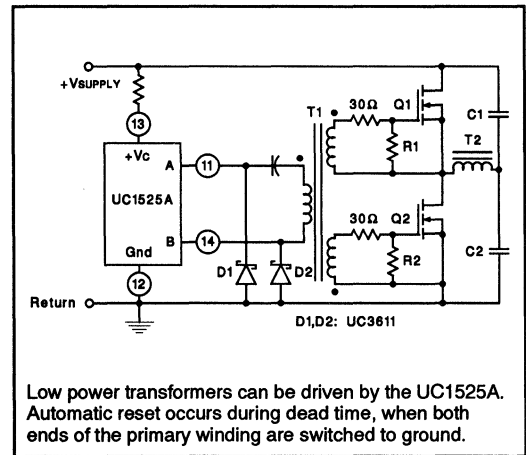 +VSUPPLY
13
+Vc
UC1525A
A
11
B
14
Gnd
12
Return
D1
D2
T1
30Ω
Q1
R1
C1
T2
30Ω
Q2
R2
C2
D1,D2: UC3611
Low power transformers can be driven by the UC1525A.
Automatic reset occurs during dead time, when both
ends of the primary winding are switched to ground.